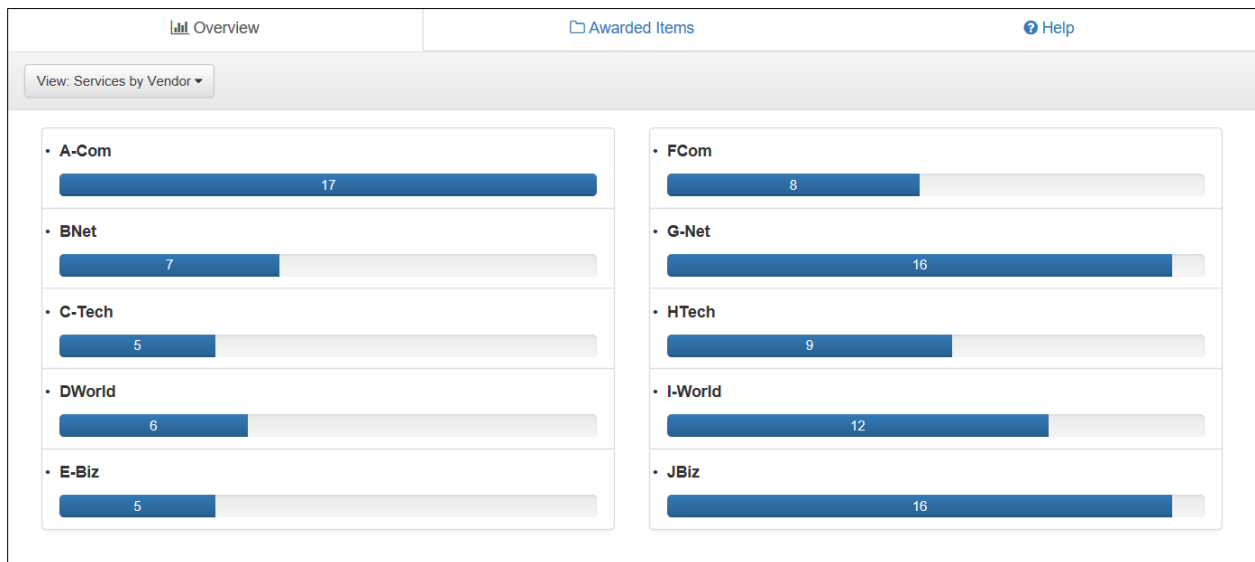 Overview
Awarded Items
Help
View: Services by Vendor
• A-Com
17
• BNet
7
• C-Tech
5
• DWorld
6
• E-Biz
5
• FCom
8
• G-Net
16
• HTech
9
• I-World
12
• JBiz
16